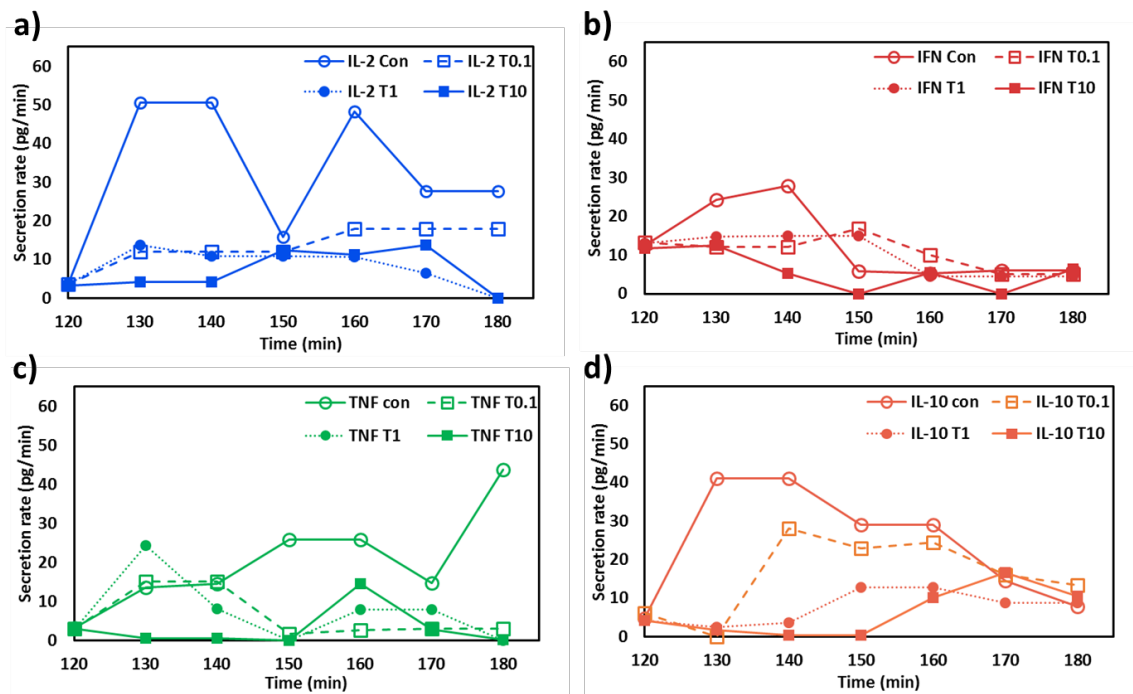 a)
IL-2 Con
IL-2 T0.1
IL-2 T1
IL-2 T10
Secretion rate (pg/min)
60
50
40
30
20
10
0
120 130 140 150 160 170 180
Time (min)
b)
IFN Con
IFN T0.1
IFN T1
IFN T10
Secretion rate (pg/min)
60
50
40
30
20
10
0
120 130 140 150 160 170 180
Time (min)
c)
TNF con
TNF T0.1
TNF T1
TNF T10
Secretion rate (pg/min)
60
50
40
30
20
10
0
120 130 140 150 160 170 180
Time (min)
d)
IL-10 con
IL-10 T0.1
IL-10 T1
IL-10 T10
Secretion rate (pg/min)
60
50
40
30
20
10
0
120 130 140 150 160 170 180
Time (min)